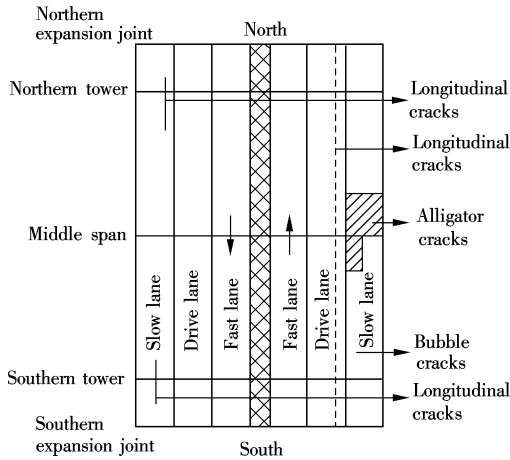 Northern
expansion joint
North
Northern tower
Longitudinal
cracks
Longitudinal
cracks
Alligator
cracks
Middle span
Slow lane
Drive lane
Fast lane
Fast lane
Drive lane
Slow lane
Bubble
cracks
Southern tower
Longitudinal
cracks
Southern
expansion joint
South